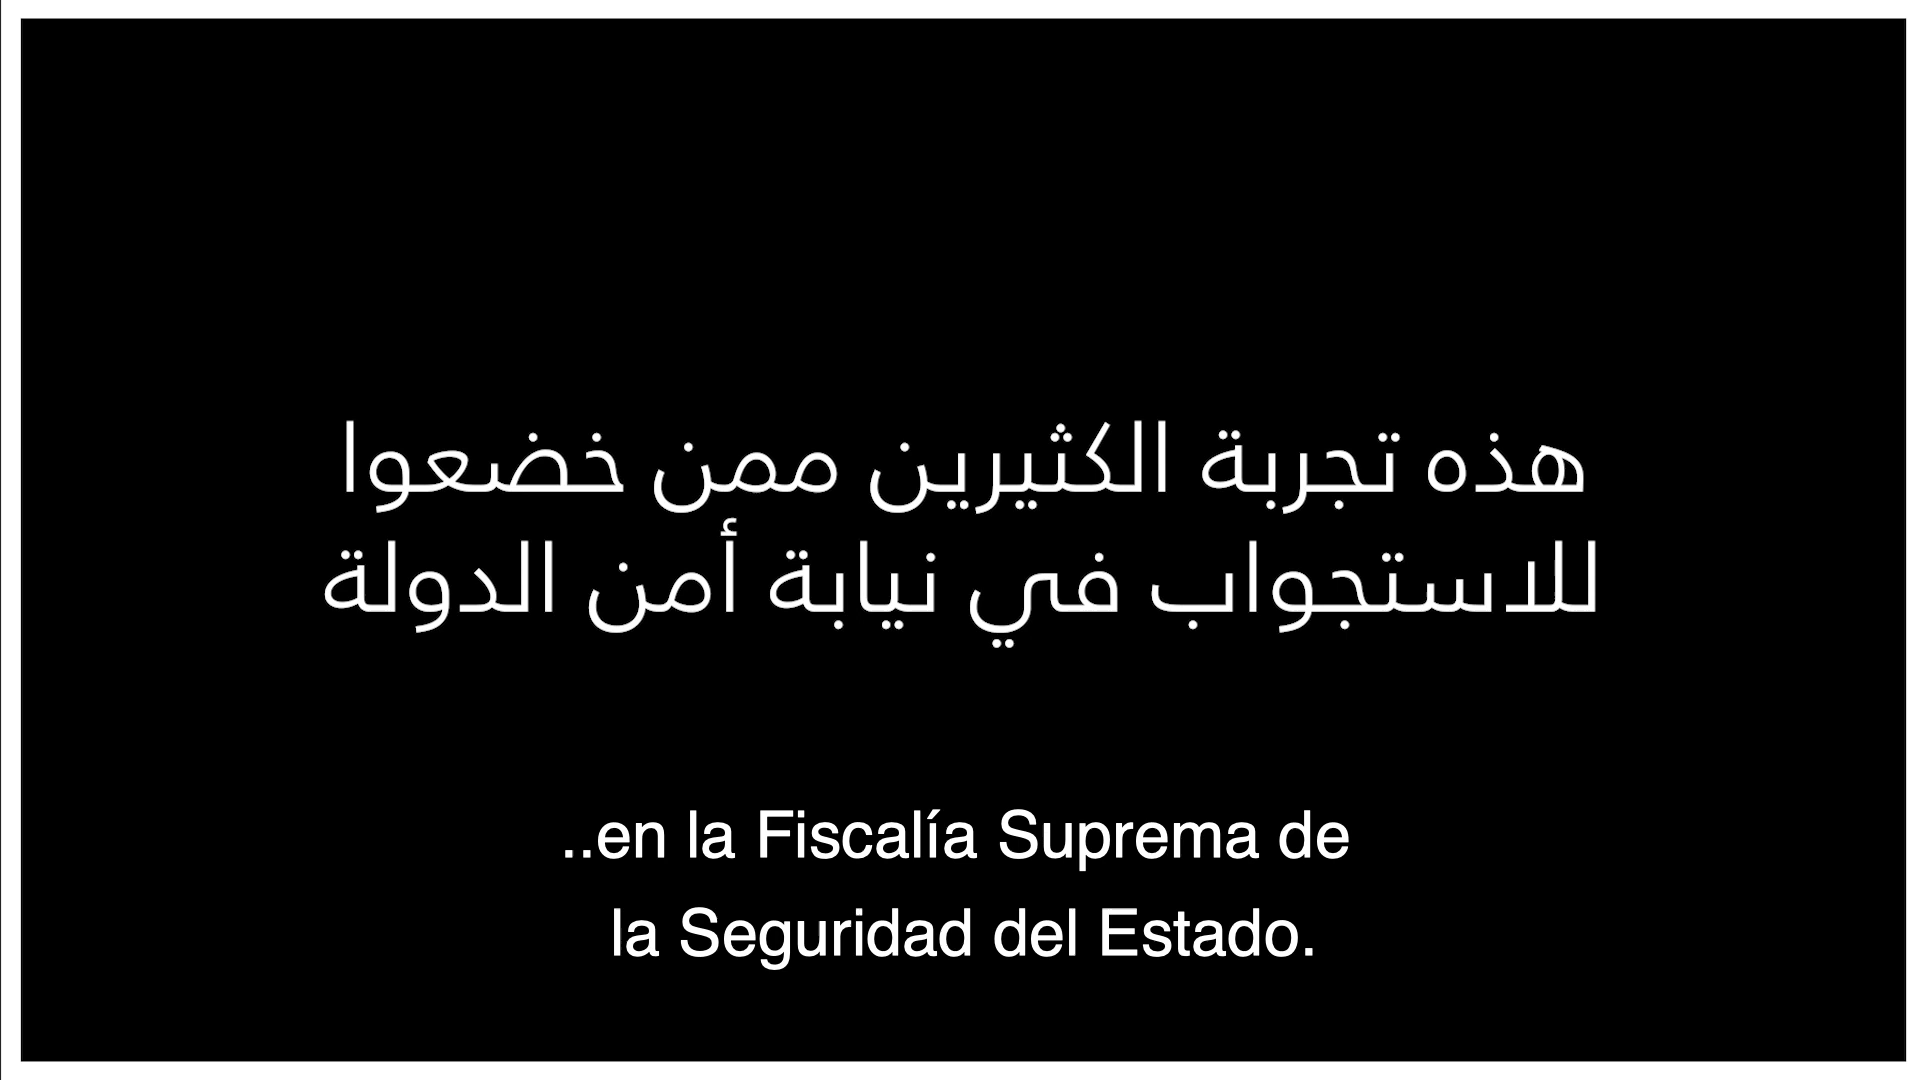 هذه تجربة الكثيرين ممن خضعوا
للاستجواب في نيابة أمن الدولة
..en la Fiscalía Suprema de
la Seguridad del Estado.